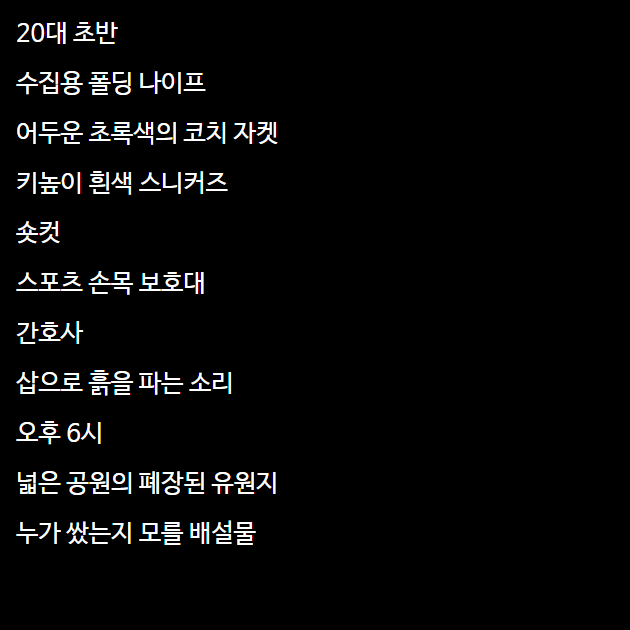 20대 초반
수집용 폴딩 나이프
어두운 초록색의 코치 자켓
키높이 흰색 스니커즈
숏컷
스포츠 손목 보호대
간호사
삽으로 흙을 파는 소리
오후 6시
넓은 공원의 폐장된 유원지
누가 쌌는지 모를 배설물